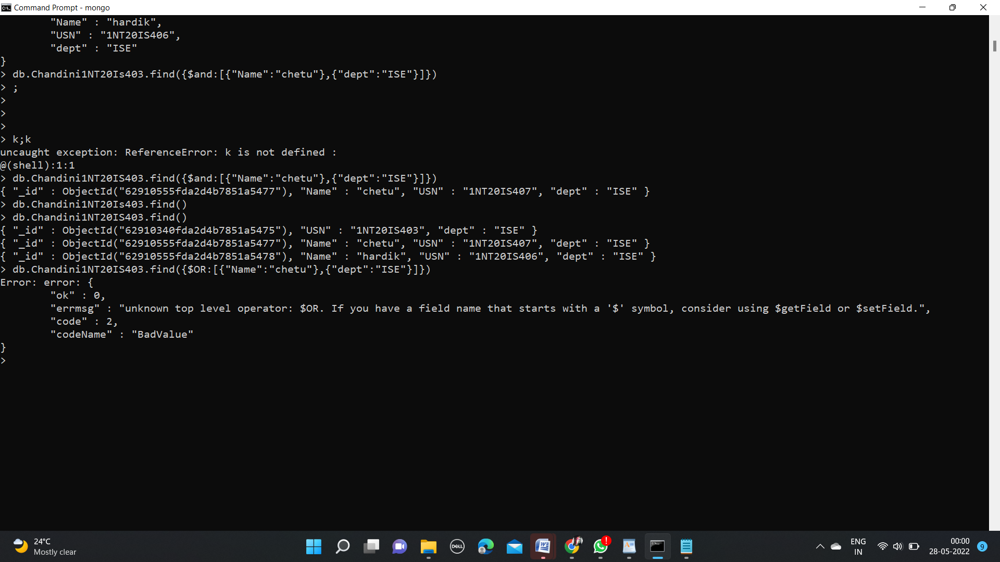 Command Prompt - mongo
        "Name" : "hardik",
        "USN" : "1NT20IS406",
        "dept" : "ISE"
}
> db.Chandini1NT20Is403.find({$and:[{"Name":"chetu"},{"dept":"ISE"}]})
> ;
>
>
>
> k;k
uncaught exception: ReferenceError: k is not defined :
@(shell):1:1
> db.Chandini1NT20IS403.find({$and:[{"Name":"chetu"},{"dept":"ISE"}]})
{ "_id" : ObjectId("62910555fda2d4b7851a5477"), "Name" : "chetu", "USN" : "1NT20IS407", "dept" : "ISE" }
> db.Chandini1NT20Is403.find()
> db.Chandini1NT20IS403.find()
{ "_id" : ObjectId("62910340fda2d4b7851a5475"), "USN" : "1NT20IS403", "dept" : "ISE" }
{ "_id" : ObjectId("62910555fda2d4b7851a5477"), "Name" : "chetu", "USN" : "1NT20IS407", "dept" : "ISE" }
{ "_id" : ObjectId("62910555fda2d4b7851a5478"), "Name" : "hardik", "USN" : "1NT20IS406", "dept" : "ISE" }
> db.Chandini1NT20IS403.find({$OR:[{"Name":"chetu"},{"dept":"ISE"}]})
Error: error: {
        "ok" : 0,
        "errmsg" : "unknown top level operator: $OR. If you have a field name that starts with a '$' symbol, consider using $getField or $setField.",
        "code" : 2,
        "codeName" : "BadValue"
}
>
24°C
Mostly clear
DELL
ENG
IN
00:00
28-05-2022
9